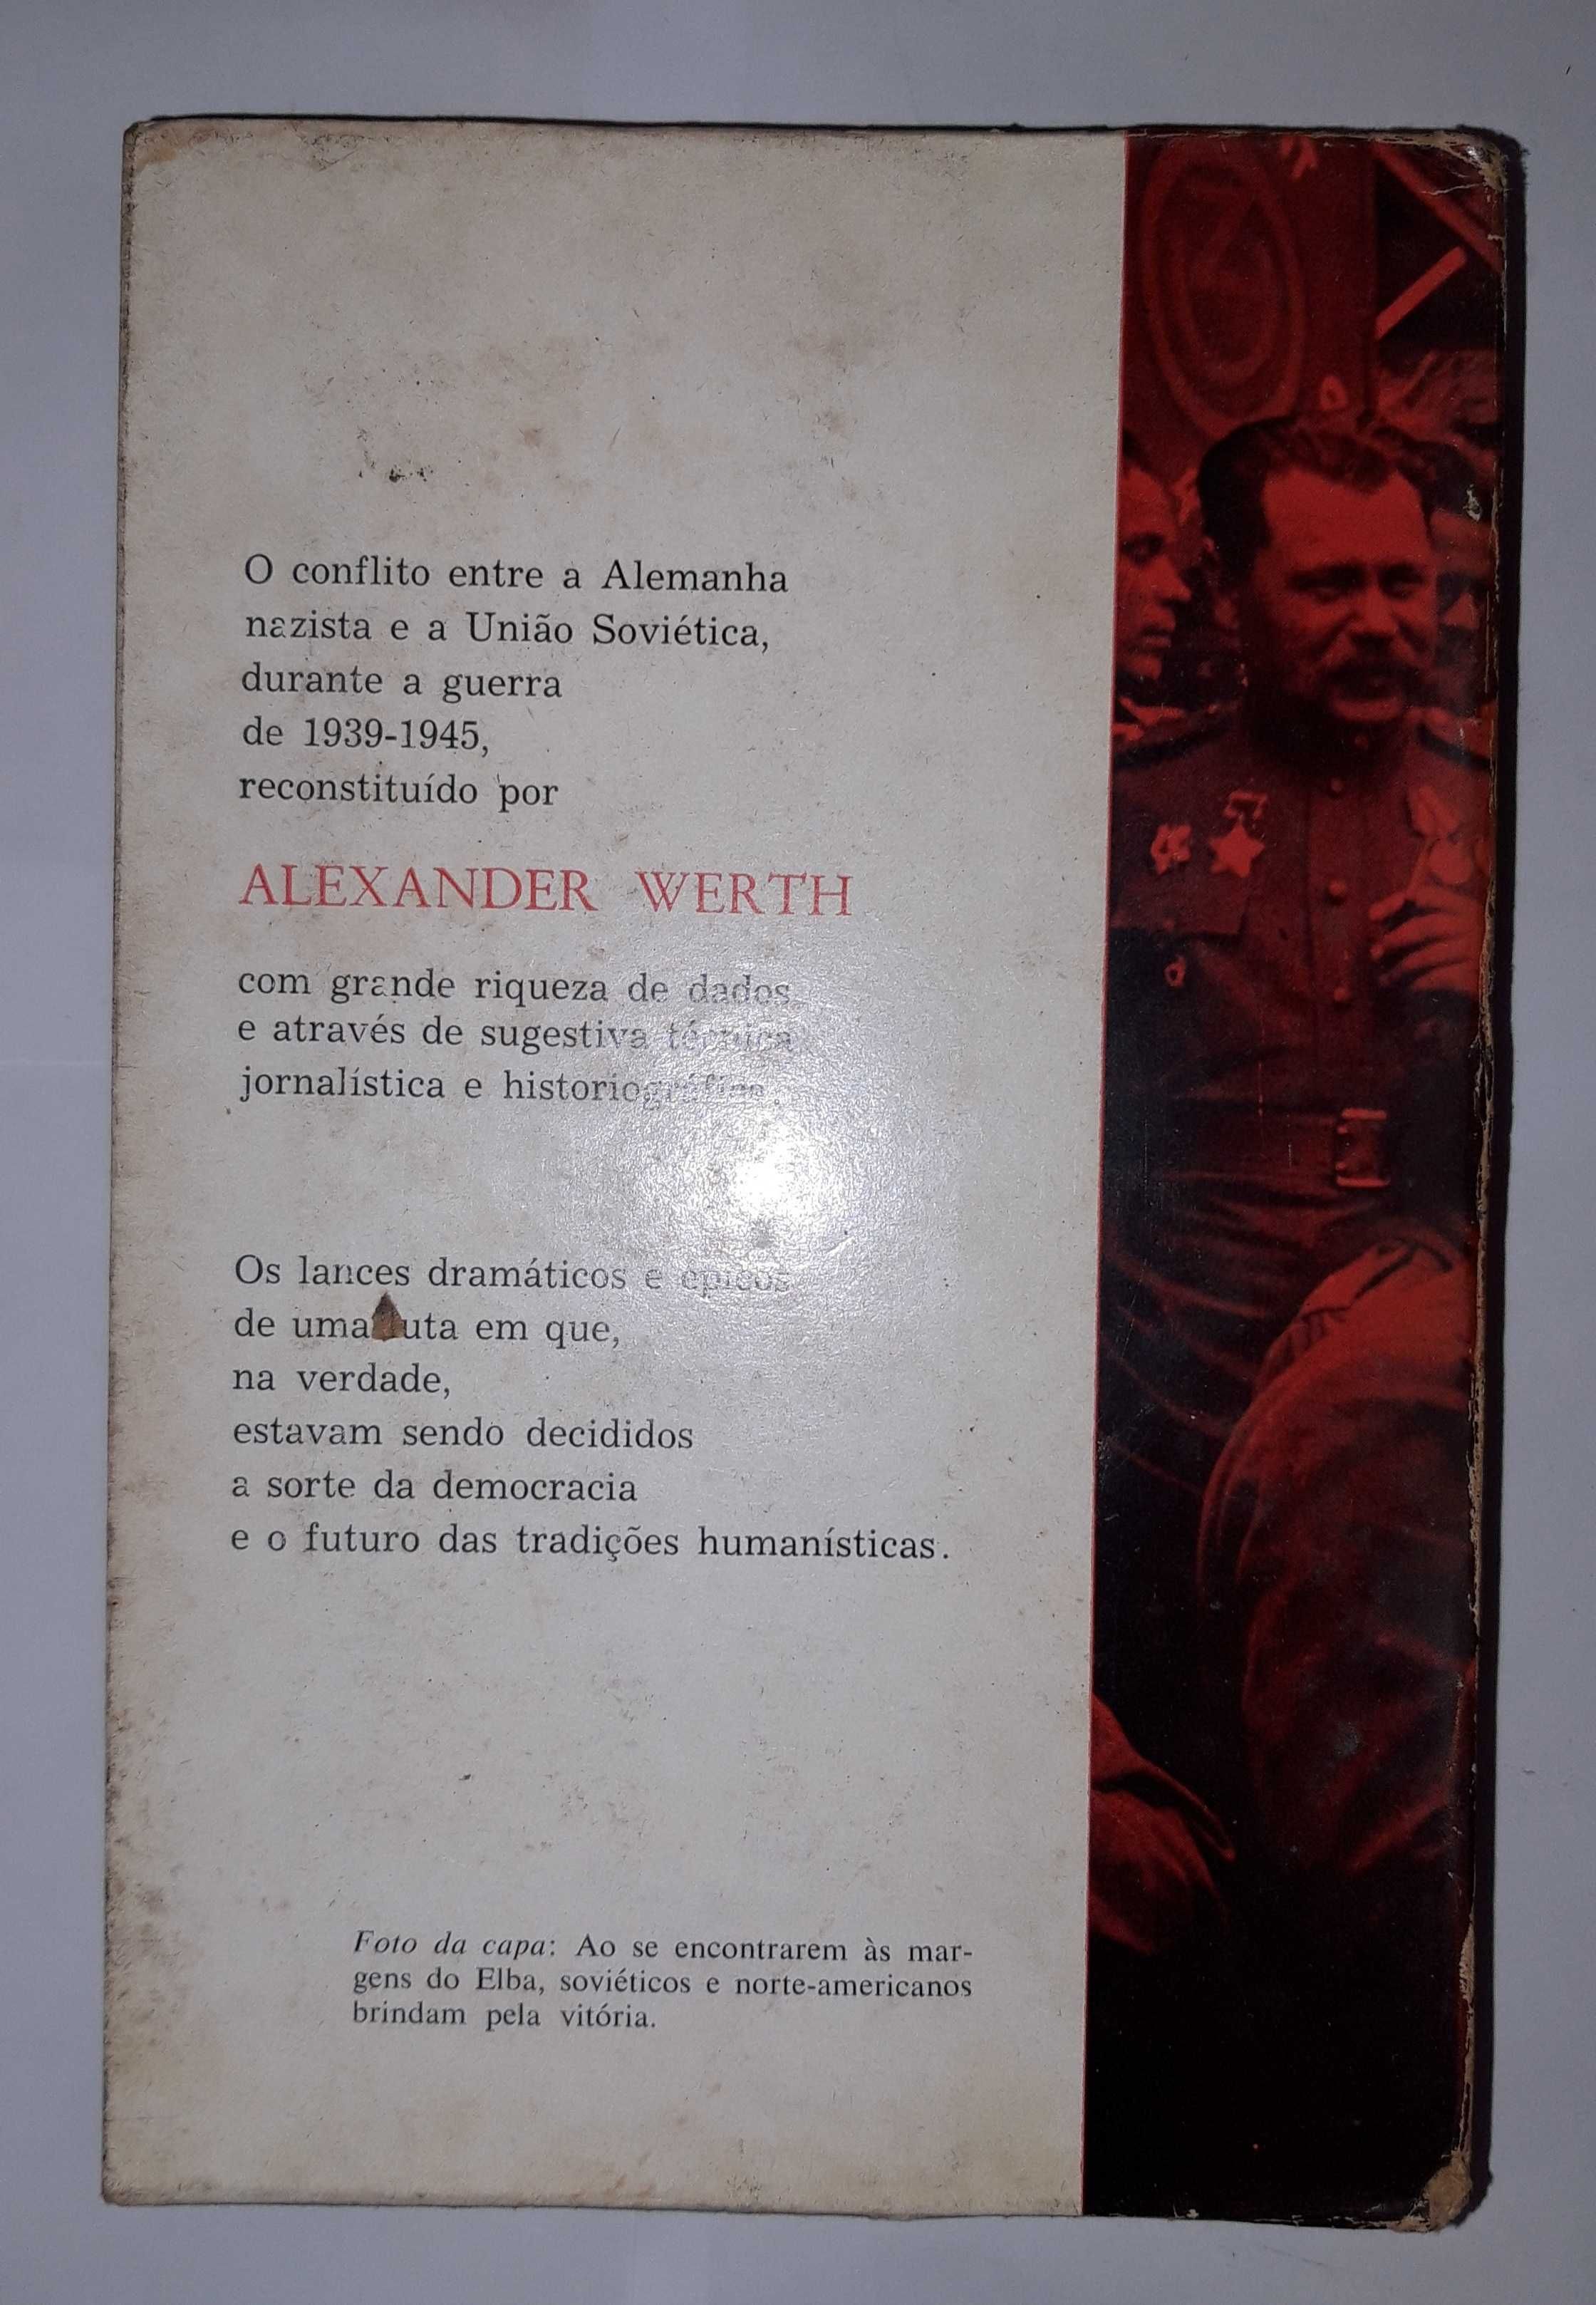 O conflito entre a Alemanha
nazista e a União Soviética,
durante a guerra
de 1939-1945,
reconstituído por
ALEXANDER WERTH
com grande riqueza de dados
e através de sugestiva técnica
jornalística e historiográfica.
Os lances dramáticos e épicos
de uma luta em que,
na verdade,
estavam sendo decididos
a sorte da democracia
e o futuro das tradições humanísticas.
Foto da capa: Ao se encontrarem às mar-
gens do Elba, soviéticos e norte-americanos
brindam pela vitória.